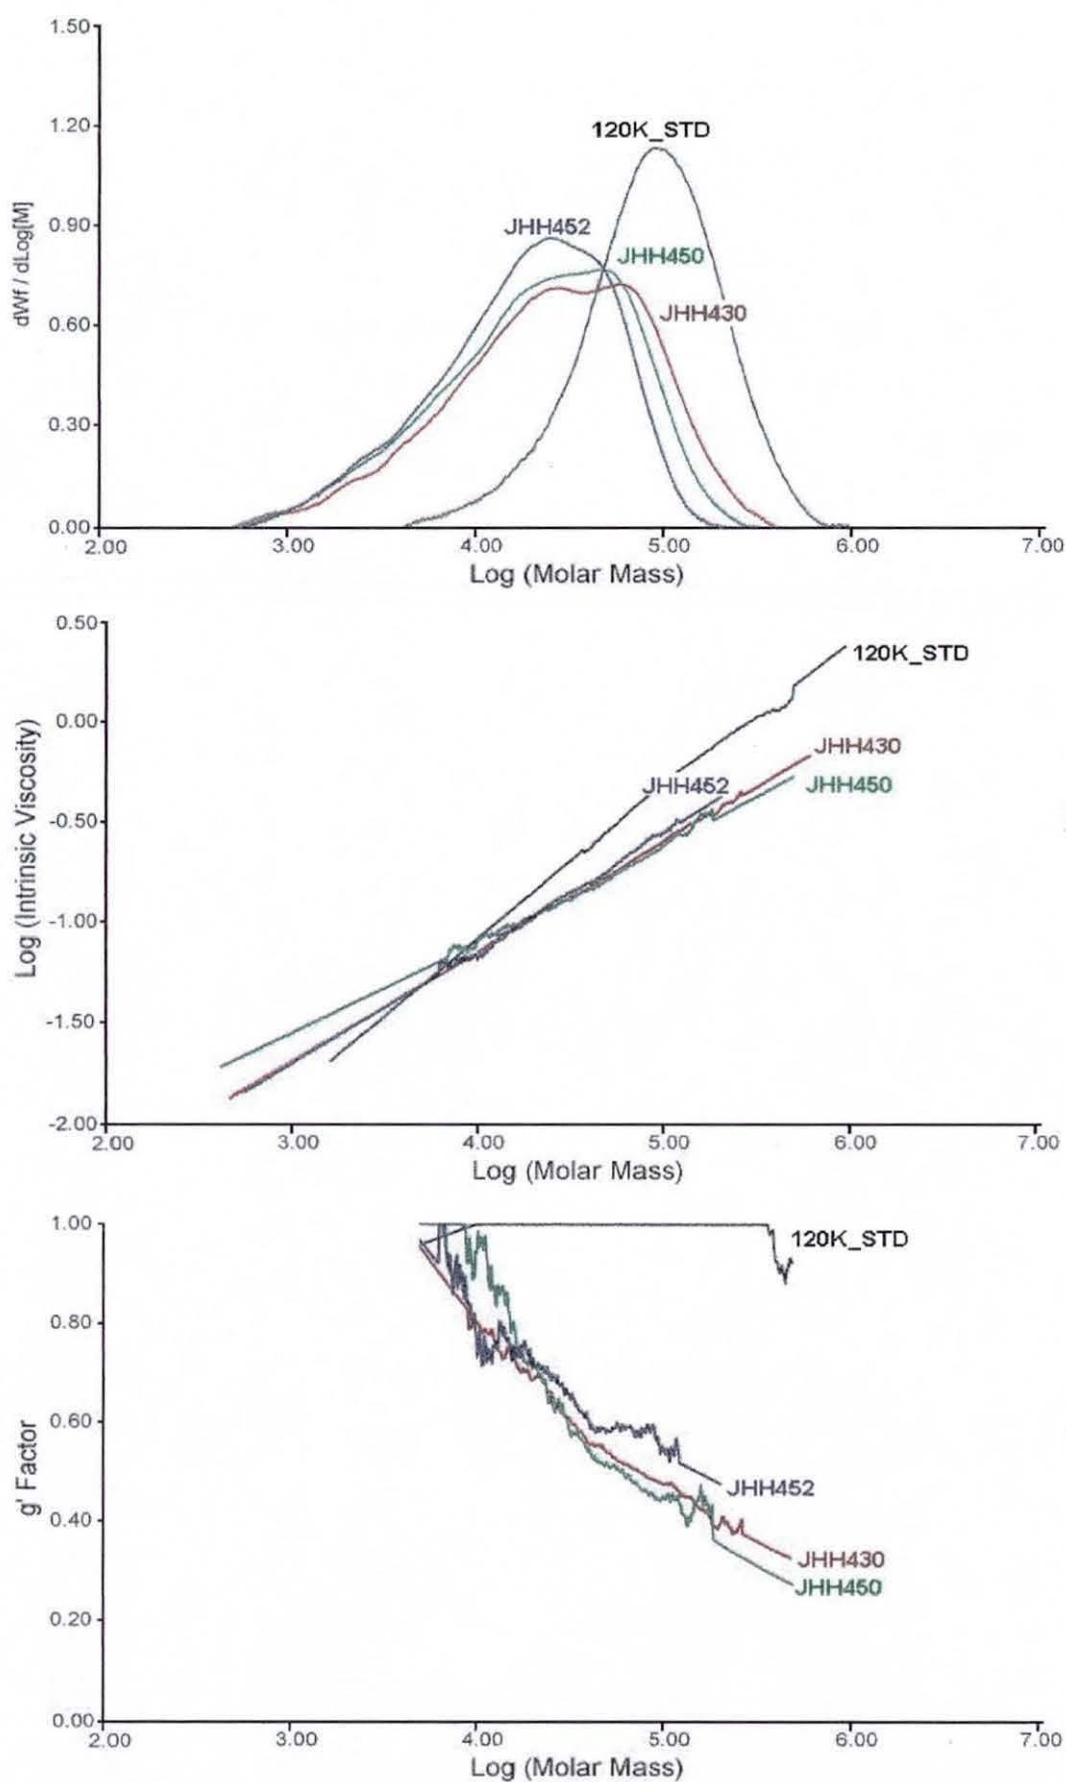 1.50
1.20
0.90
0.60
0.30
0.00
dWf / dLog[M]
120K_STD
JHH452
JHH450
JHH430
2.00 3.00 4.00 5.00 6.00 7.00
Log (Molar Mass)
0.50
0.00
-0.50
-1.00
-1.50
-2.00
Log (Intrinsic Viscosity)
120K_STD
JHH430
JHH452
JHH450
2.00 3.00 4.00 5.00 6.00 7.00
Log (Molar Mass)
1.00
0.80
0.60
0.40
0.20
0.00
g' Factor
120K_STD
JHH452
JHH430
JHH450
2.00 3.00 4.00 5.00 6.00 7.00
Log (Molar Mass)